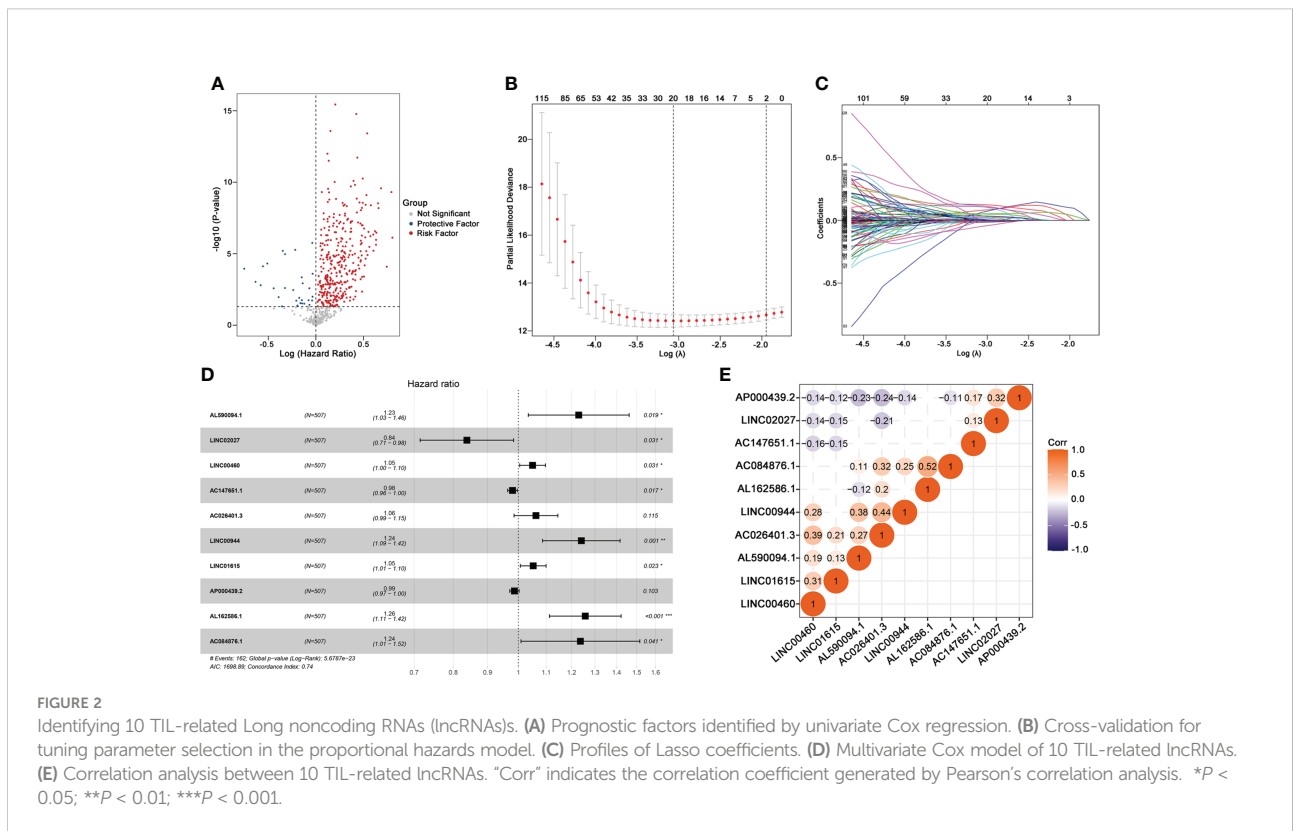 A
15
10
5
0
-0.5
0.0
0.5
-log10 (P-value)
Log (Hazard Ratio)
Group
Not Significant
Protective Factor
Risk Factor
B
115 85 65 53 42 35 33 30 20 18 16 14 7 5 2 0
20
18
16
14
12
Partial Likelihood Deviance
-4.5 -4.0 -3.5 -3.0 -2.5 -2.0
Log (λ)
C
101 59 33 20 14 3
0.5
0.0
-0.5
Coefficients
-4.5 -4.0 -3.5 -3.0 -2.5 -2.0
Log (λ)
D
Hazard ratio
AL590094.1 (N=507) 1.23 (1.03 − 1.46) 0.019 *
LINC02027 (N=507) 0.84 (0.71 − 0.98) 0.031 *
LINC00460 (N=507) 1.05 (1.00 − 1.10) 0.031 *
AC147651.1 (N=507) 0.98 (0.96 − 1.00) 0.017 *
AC026401.3 (N=507) 1.06 (0.99 − 1.15) 0.115
LINC00944 (N=507) 1.24 (1.09 − 1.42) 0.001 **
LINC01615 (N=507) 1.05 (1.01 − 1.10) 0.023 *
AP000439.2 (N=507) 0.99 (0.97 − 1.00) 0.103
AL162586.1 (N=507) 1.26 (1.11 − 1.42) <0.001 ***
AC084876.1 (N=507) 1.24 (1.01 − 1.52) 0.041 *
# Events: 162; Global p−value (Log−Rank): 5.6787e−23
AIC: 1698.89; Concordance Index: 0.74
0.7 0.8 0.9 1 1.1 1.2 1.3 1.4 1.5 1.6
E
AP000439.2 −0.14 −0.12 −0.23 −0.24 −0.14 −0.11 0.17 0.32 1
LINC02027 −0.14 −0.15 −0.21 0.13 1
AC147651.1 −0.16 −0.15 1
AC084876.1 0.11 0.32 0.25 0.52 1
AL162586.1 −0.12 0.2 1
LINC00944 0.28 0.38 0.44 1
AC026401.3 0.39 0.21 0.27 1
AL590094.1 0.19 0.13 1
LINC01615 0.31 1
LINC00460 1
LINC00460 LINC01615 AL590094.1 AC026401.3 LINC00944 AL162586.1 AC084876.1 AC147651.1 LINC02027 AP000439.2
Corr
1.0
0.5
0.0
-0.5
-1.0
FIGURE 2
Identifying 10 TIL-related Long noncoding RNAs (lncRNAs)s. (A) Prognostic factors identified by univariate Cox regression. (B) Cross-validation for
tuning parameter selection in the proportional hazards model. (C) Profiles of Lasso coefficients. (D) Multivariate Cox model of 10 TIL-related lncRNAs.
(E) Correlation analysis between 10 TIL-related lncRNAs. “Corr” indicates the correlation coefficient generated by Pearson’s correlation analysis. *P <
0.05; **P < 0.01; ***P < 0.001.